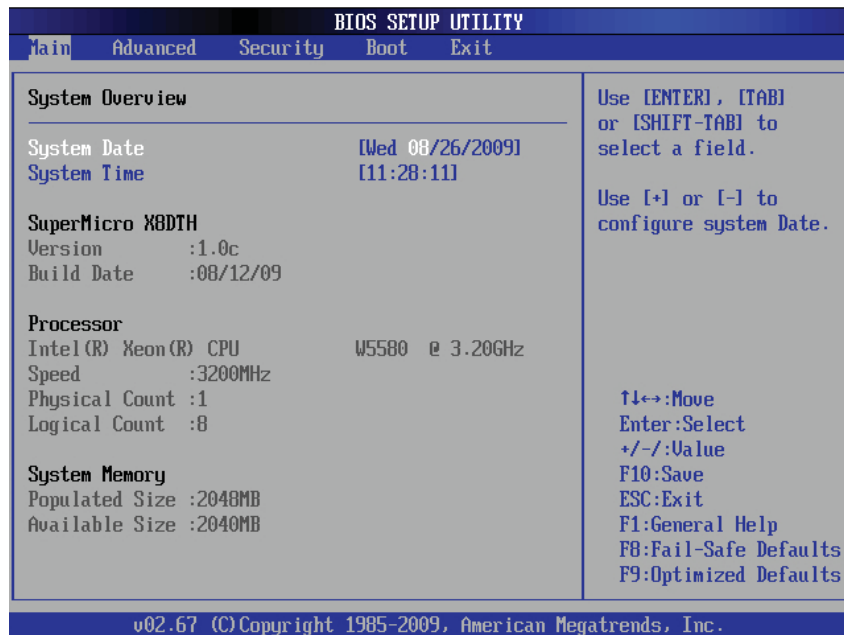 BIOS SETUP UTILITY
Main Advanced Security Boot Exit
System Overview
System Date [Wed 08/26/2009]
System Time [11:28:11]
SuperMicro X8DTH
Version :1.0c
Build Date :08/12/09
Processor
Intel(R) Xeon(R) CPU W5580 @ 3.20GHz
Speed :3200MHz
Physical Count :1
Logical Count :8
System Memory
Populated Size :2048MB
Available Size :2040MB
Use [ENTER], [TAB]
or [SHIFT-TAB] to
select a field.
Use [+] or [-] to
configure system Date.
↑↓←→:Move
Enter:Select
+/-/:Value
F10:Save
ESC:Exit
F1:General Help
F8:Fail-Safe Defaults
F9:Optimized Defaults
v02.67 (C)Copyright 1985-2009, American Megatrends, Inc.